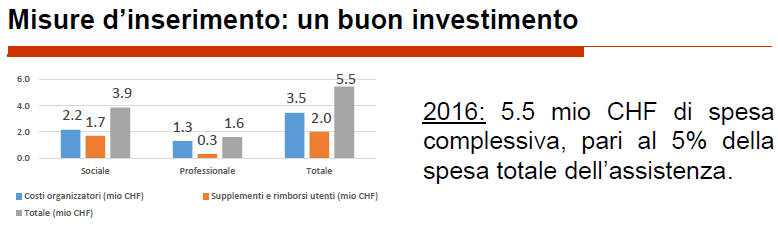 Misure d'inserimento: un buon investimento
6.0
4.0
2.0
0.0
2.2
1.7
3.9
1.3
0.3
1.6
3.5
2.0
5.5
Sociale
Professionale
Totale
Costi organizzatori (mio CHF)
Supplementi e rimborsi utenti (mio CHF)
Totale (mio CHF)
2016: 5.5 mio CHF di spesa
complessiva, pari al 5% della
spesa totale dell'assistenza.